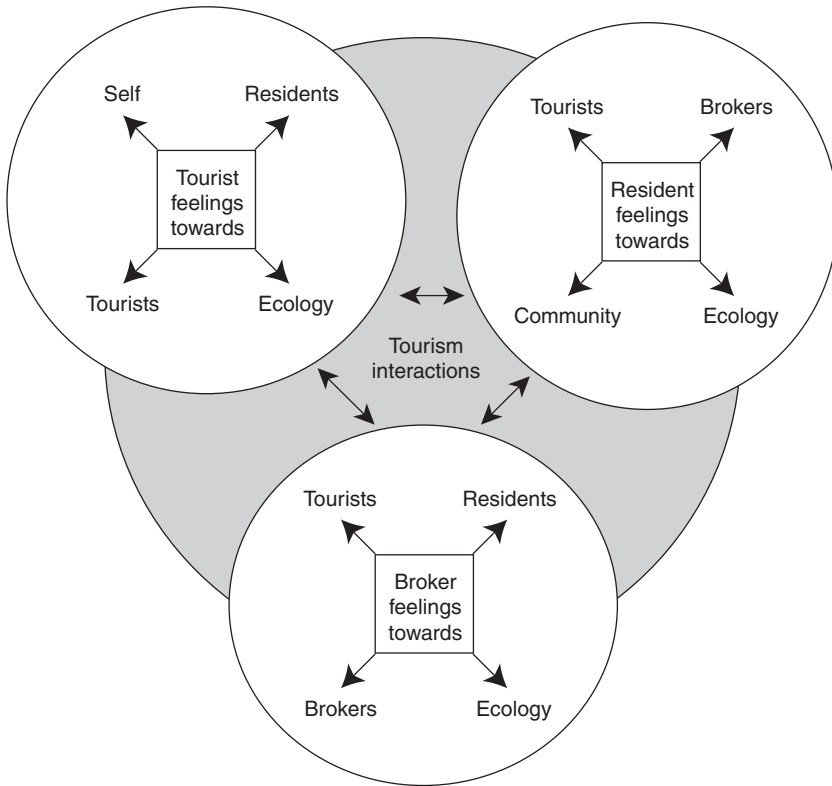 Self Residents
Tourist
feelings
towards
Tourists Ecology
Tourists Brokers
Resident
feelings
towards
Community Ecology
Tourism
interactions
Tourists Residents
Broker
feelings
towards
Brokers Ecology